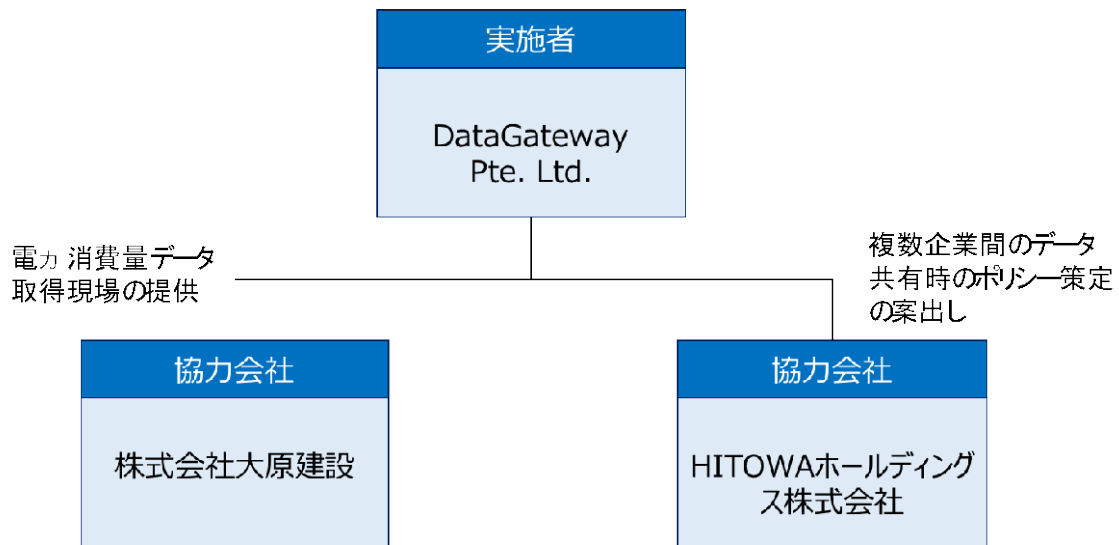 実施者
DataGateway
Pte. Ltd.
電力 消費量データ
取得現場の提供
複数企業間のデータ
共有時のポリシー策定
の案出し
協力会社
株式会社大原建設
協力会社
HITOWAホールディング
ス株式会社